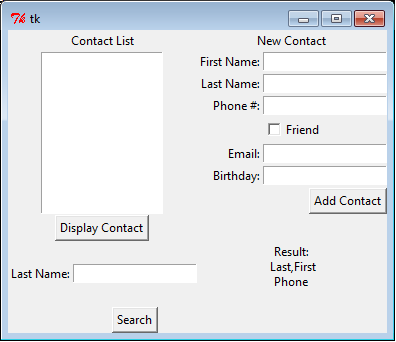 tk
Contact List
New Contact
First Name:
Last Name:
Phone #:
Friend
Email:
Birthday:
Add Contact
Display Contact
Last Name:
Result:
Last,First
Phone
Search